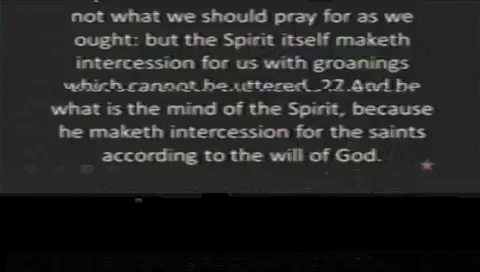 not what we should pray for as we
ought: but the Spirit itself maketh
intercession for us with groanings
which cannot be uttered. 27 And he
what is the mind of the Spirit, because
he maketh intercession for the saints
according to the will of God.